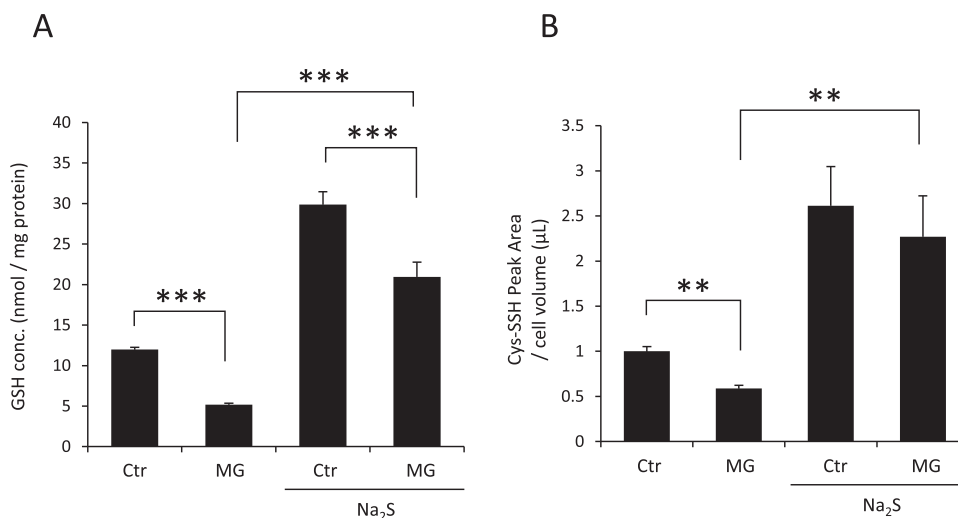 A
B
***
***
***
GSH conc. (nmol / mg protein)
40
35
30
25
20
15
10
5
0
Ctr
MG
Ctr
MG
Na₂S
**
**
Cys-SSH Peak Area
/ cell volume (µL)
3.5
3
2.5
2
1.5
1
0.5
0
Ctr
MG
Ctr
MG
Na₂S